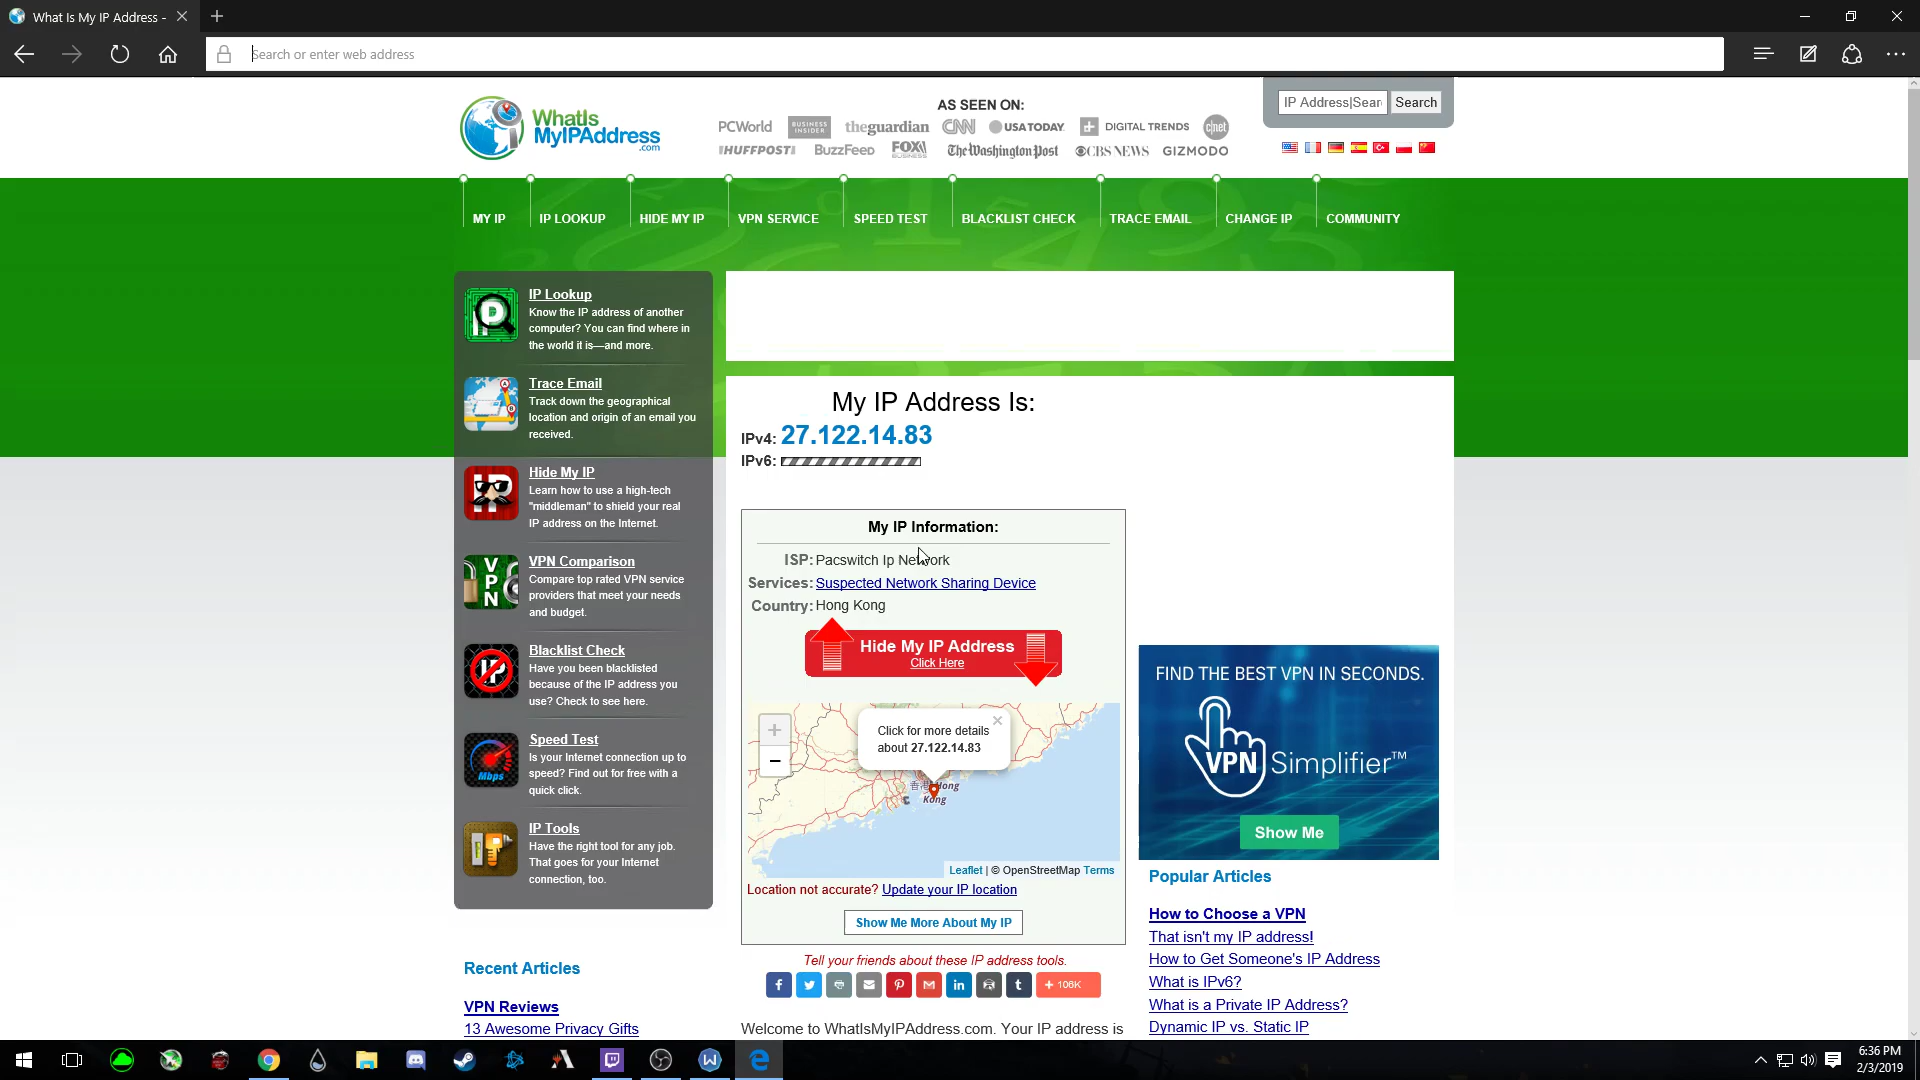 What Is My IP Address -
Search or enter web address
WhatIs
MyIPAddress
.com
AS SEEN ON:
PCWorld
BUSINESS
INSIDER
theguardian
CNN
USA TODAY
DIGITAL TRENDS
c|net
HUFFPOST
BuzzFeed
FOX
BUSINESS
The Washington Post
CBS NEWS
GIZMODO
IP Address|Sear
Search
MY IP
IP LOOKUP
HIDE MY IP
VPN SERVICE
SPEED TEST
BLACKLIST CHECK
TRACE EMAIL
CHANGE IP
COMMUNITY
IP Lookup
Know the IP address of another
computer? You can find where in
the world it is—and more.
Trace Email
Track down the geographical
location and origin of an email you
received.
Hide My IP
Learn how to use a high-tech
"middleman" to shield your real
IP address on the Internet.
VPN Comparison
Compare top rated VPN service
providers that meet your needs
and budget.
Blacklist Check
Have you been blacklisted
because of the IP address you
use? Check to see here.
Speed Test
Is your Internet connection up to
speed? Find out for free with a
quick click.
Mbps
IP Tools
Have the right tool for any job.
That goes for your Internet
connection, too.
Recent Articles
VPN Reviews
13 Awesome Privacy Gifts
My IP Address Is:
IPv4: 27.122.14.83
IPv6:
My IP Information:
ISP: Pacswitch Ip Network
Services: Suspected Network Sharing Device
Country: Hong Kong
Hide My IP Address
Click Here
+
−
Click for more details
about 27.122.14.83
×
香港 Hong
Kong
Leaflet | © OpenStreetMap Terms
Location not accurate? Update your IP location
Show Me More About My IP
Tell your friends about these IP address tools.
+ 106K
Welcome to WhatIsMyIPAddress.com. Your IP address is
FIND THE BEST VPN IN SECONDS.
VPN Simplifier™
Show Me
Popular Articles
How to Choose a VPN
That isn't my IP address!
How to Get Someone's IP Address
What is IPv6?
What is a Private IP Address?
Dynamic IP vs. Static IP
6:36 PM
2/3/2019